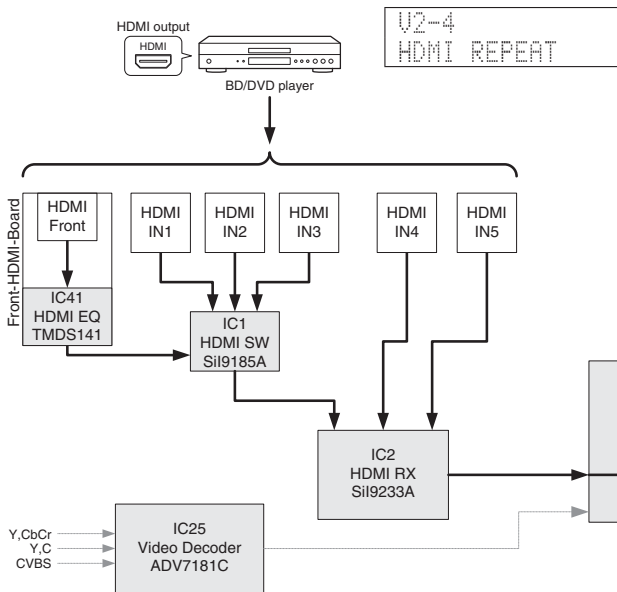 HDMI output
HDMI
BD/DVD player
V2-4
HDMI REPEAT
Front-HDMI-Board
HDMI
Front
HDMI
IN1
HDMI
IN2
HDMI
IN3
HDMI
IN4
HDMI
IN5
IC41
HDMI EQ
TMDS141
IC1
HDMI SW
SiI9185A
IC2
HDMI RX
SiI9233A
Y,CbCr
Y,C
CVBS
IC25
Video Decoder
ADV7181C